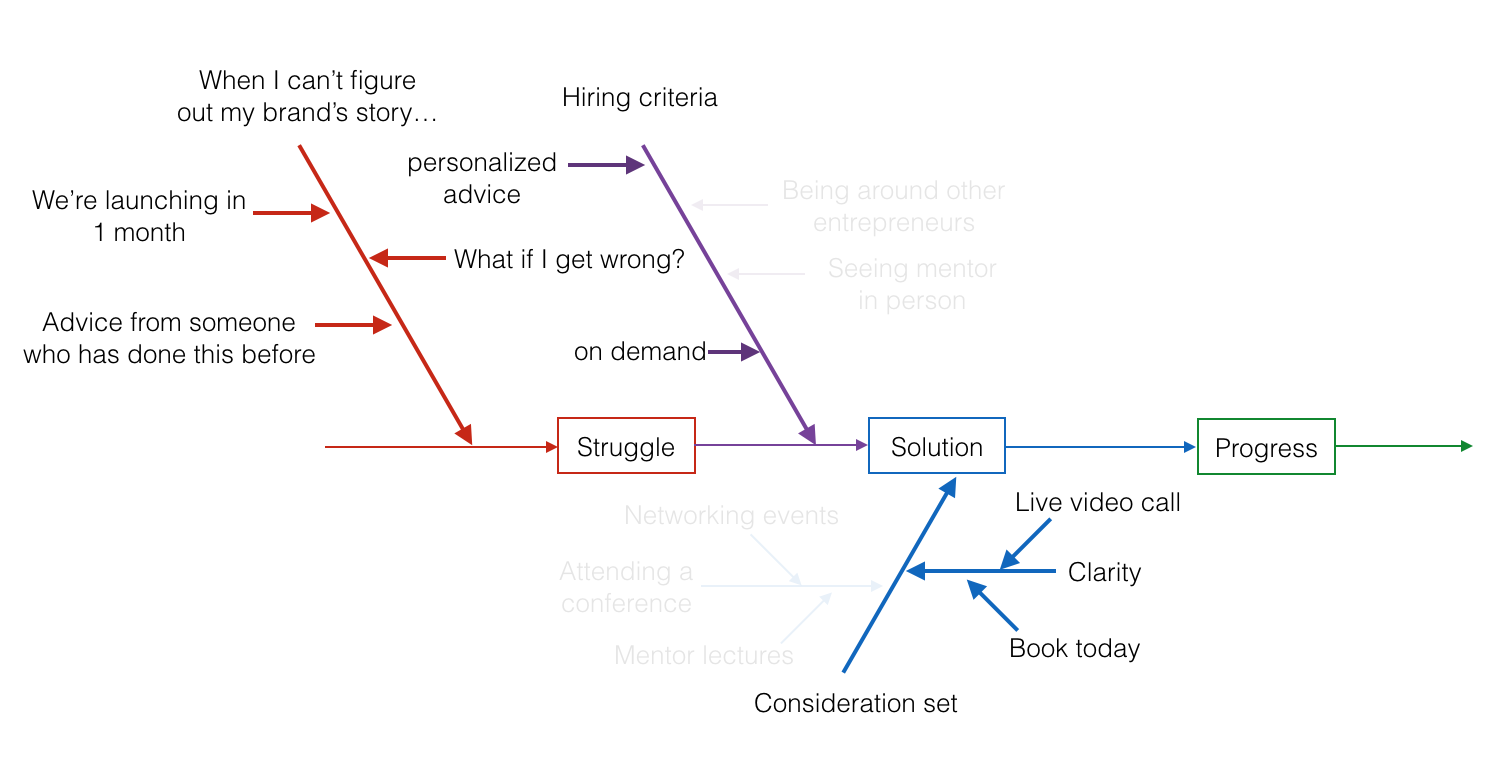 When I can’t figure
out my brand’s story…
Hiring criteria
personalized
advice
We’re launching in
1 month
Being around other
entrepreneurs
What if I get wrong?
Seeing mentor
in person
Advice from someone
who has done this before
on demand
Struggle
Solution
Progress
Networking events
Live video call
Attending a
conference
Clarity
Mentor lectures
Book today
Consideration set